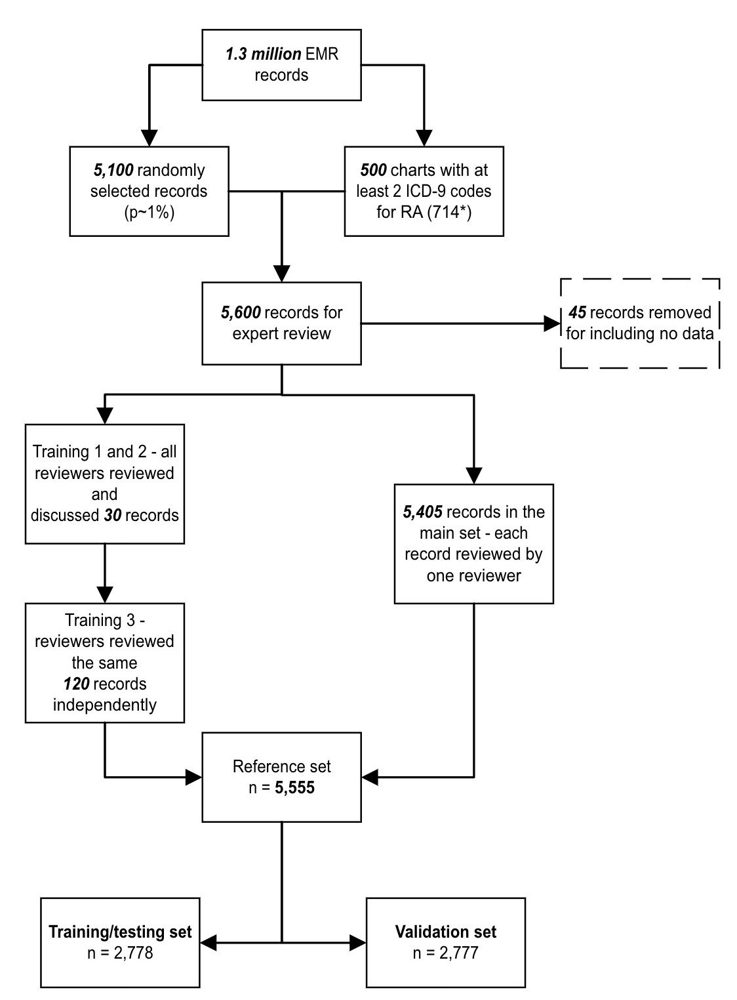 1.3 million EMR
records
5,100 randomly
selected records
(p~1%)
500 charts with at
least 2 ICD-9 codes
for RA (714*)
5,600 records for
expert review
45 records removed
for including no data
Training 1 and 2 - all
reviewers reviewed
and
discussed 30 records
5,405 records in the
main set - each
record reviewed by
one reviewer
Training 3 -
reviewers reviewed
the same
120 records
independently
Reference set
n = 5,555
Training/testing set
n = 2,778
Validation set
n = 2,777